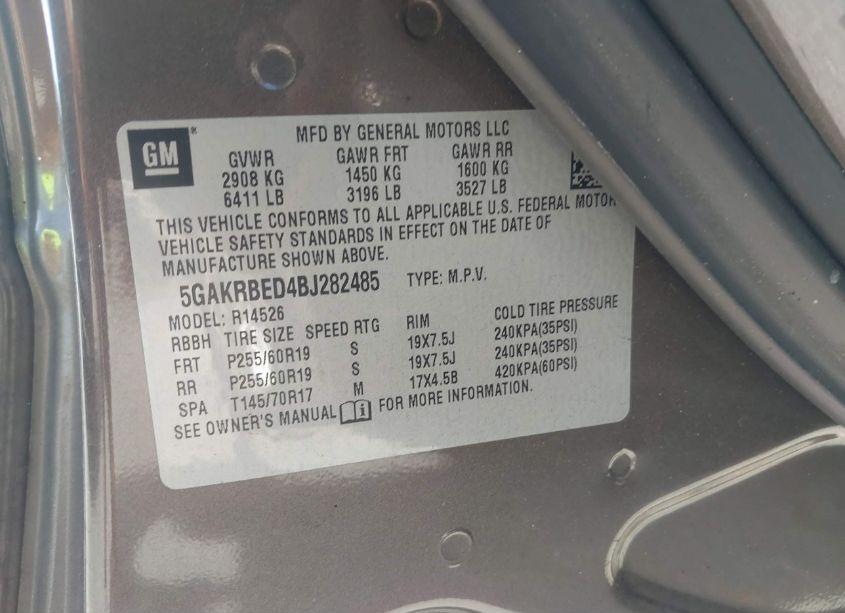 MFD BY GENERAL MOTORS LLC
GM
®
GVWR GAWR FRT GAWR RR
2908 KG 1450 KG 1600 KG
6411 LB 3196 LB 3527 LB
THIS VEHICLE CONFORMS TO ALL APPLICABLE U.S. FEDERAL MOTOR
VEHICLE SAFETY STANDARDS IN EFFECT ON THE DATE OF
MANUFACTURE SHOWN ABOVE.
5GAKRBED4BJ282485 TYPE: M.P.V.
MODEL: R14526
RBBH TIRE SIZE SPEED RTG RIM COLD TIRE PRESSURE
FRT P255/60R19 S 19X7.5J 240KPA(35PSI)
RR P255/60R19 S 19X7.5J 240KPA(35PSI)
SPA T145/70R17 M 17X4.5B 420KPA(60PSI)
SEE OWNER'S MANUAL i FOR MORE INFORMATION.